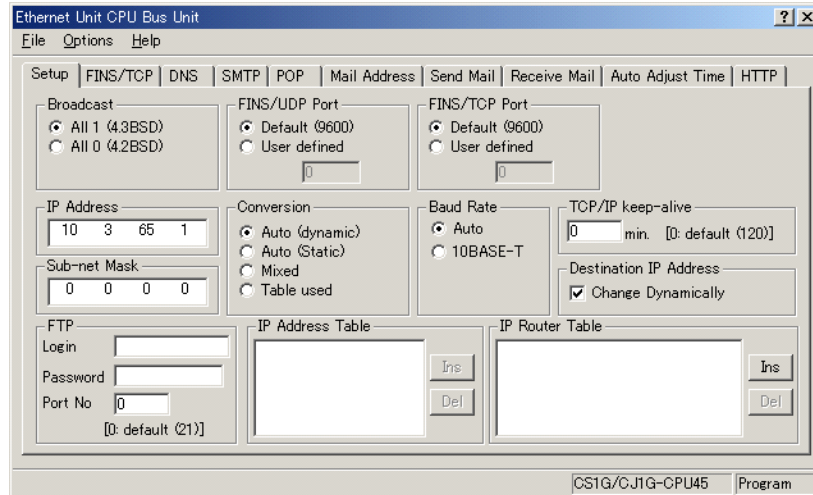 Ethernet Unit CPU Bus Unit
File Options Help
Setup FINS/TCP DNS SMTP POP Mail Address Send Mail Receive Mail Auto Adjust Time HTTP
Broadcast
All 1 (4.3BSD)
All 0 (4.2BSD)
FINS/UDP Port
Default (9600)
User defined
0
FINS/TCP Port
Default (9600)
User defined
0
IP Address
10 3 65 1
Sub-net Mask
0 0 0 0
Conversion
Auto (dynamic)
Auto (Static)
Mixed
Table used
Baud Rate
Auto
10BASE-T
TCP/IP keep-alive
0 min. [0: default (120)]
Destination IP Address
Change Dynamically
FTP
Login
Password
Port No 0
[0: default (21)]
IP Address Table
Ins
Del
IP Router Table
Ins
Del
CS1G/CJ1G-CPU45 Program